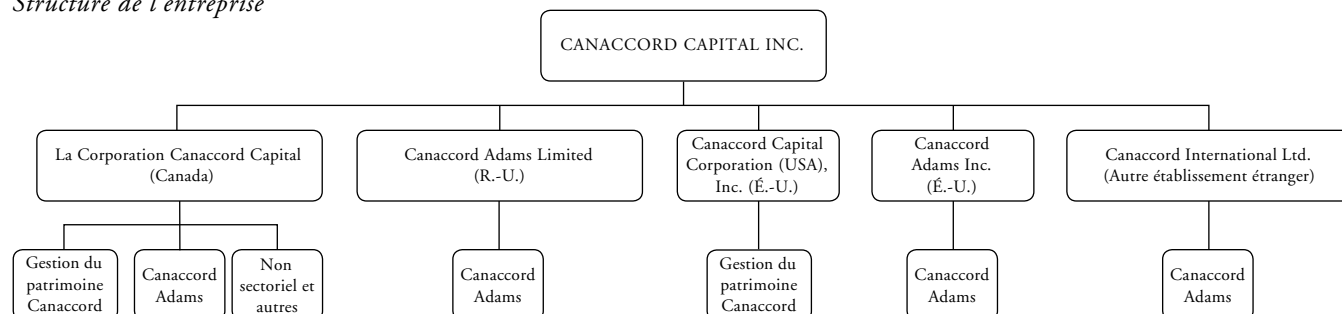 Structure de l'entreprise
CANACCORD CAPITAL INC.
La Corporation Canaccord Capital
(Canada)
Canaccord Adams Limited
(R.-U.)
Canaccord Capital
Corporation (USA),
Inc. (É.-U.)
Canaccord
Adams Inc.
(É.-U.)
Canaccord International Ltd.
(Autre établissement étranger)
Gestion du
patrimoine
Canaccord
Canaccord
Adams
Non
sectoriel et
autres
Canaccord
Adams
Gestion du
patrimoine
Canaccord
Canaccord
Adams
Canaccord
Adams